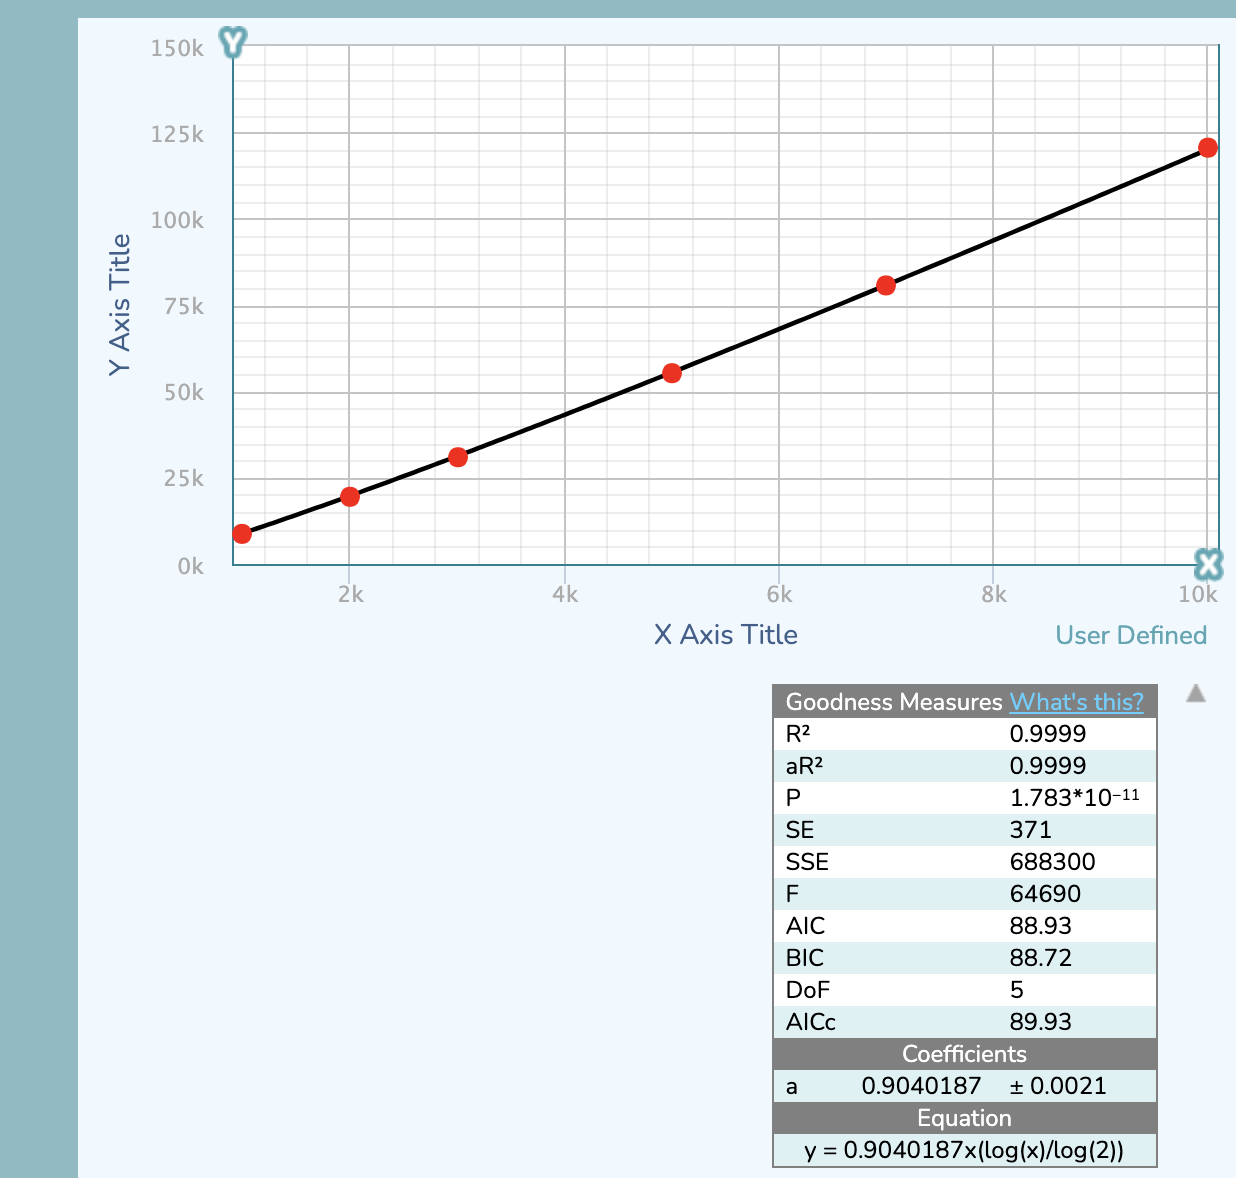 Y
150k
125k
100k
75k
50k
25k
0k
Y Axis Title
X
2k 4k 6k 8k 10k
X Axis Title
User Defined
Goodness Measures What's this?
R² 0.9999
aR² 0.9999
P 1.783*10⁻¹¹
SE 371
SSE 688300
F 64690
AIC 88.93
BIC 88.72
DoF 5
AICc 89.93
Coefficients
a 0.9040187 ± 0.0021
Equation
y = 0.9040187x(log(x)/log(2))